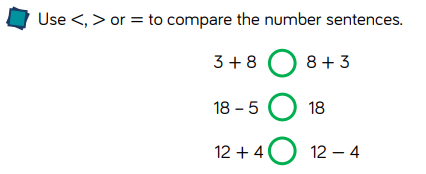 Use <, > or = to compare the number sentences.
3 + 8 8 + 3
18 – 5 18
12 + 4 12 – 4